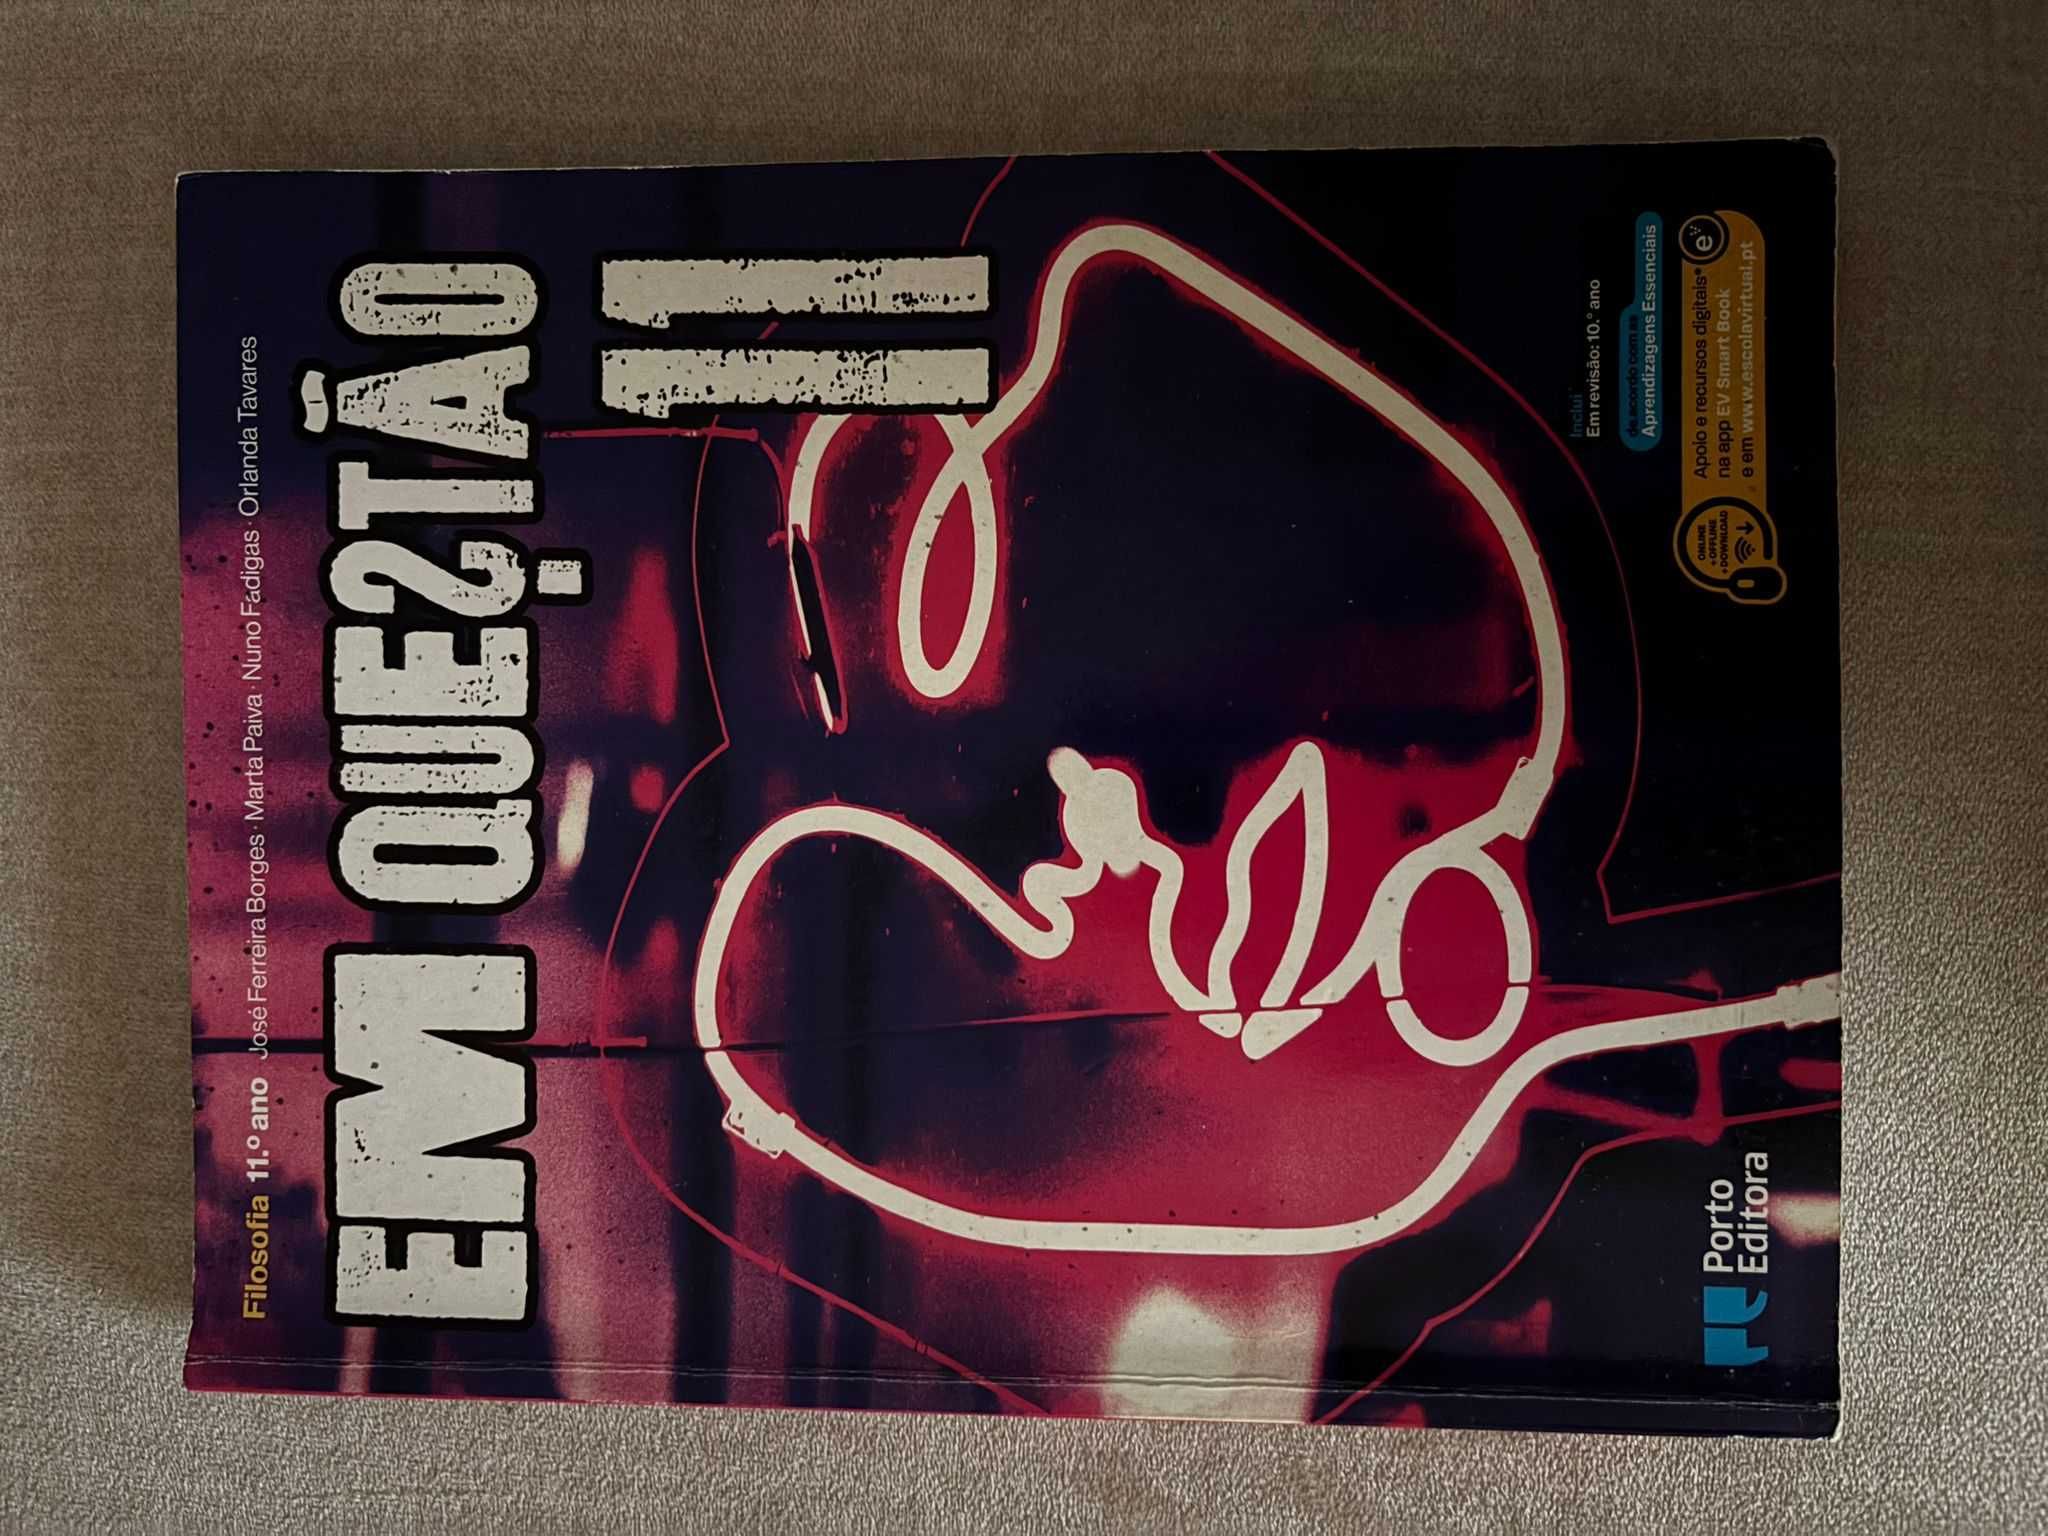 Filosofia 11.º ano José Ferreira Borges · Marta Paiva · Nuno Fadigas · Orlanda Tavares
EM QUE?TÃO
11
Inclui
Em revisão: 10.º ano
de acordo com as
Aprendizagens Essenciais
ONLINE
+OFFLINE
+DOWNLOAD
Apoio e recursos digitais*
na app EV Smart Book
e em www.escolavirtual.pt
e
Porto
Editora